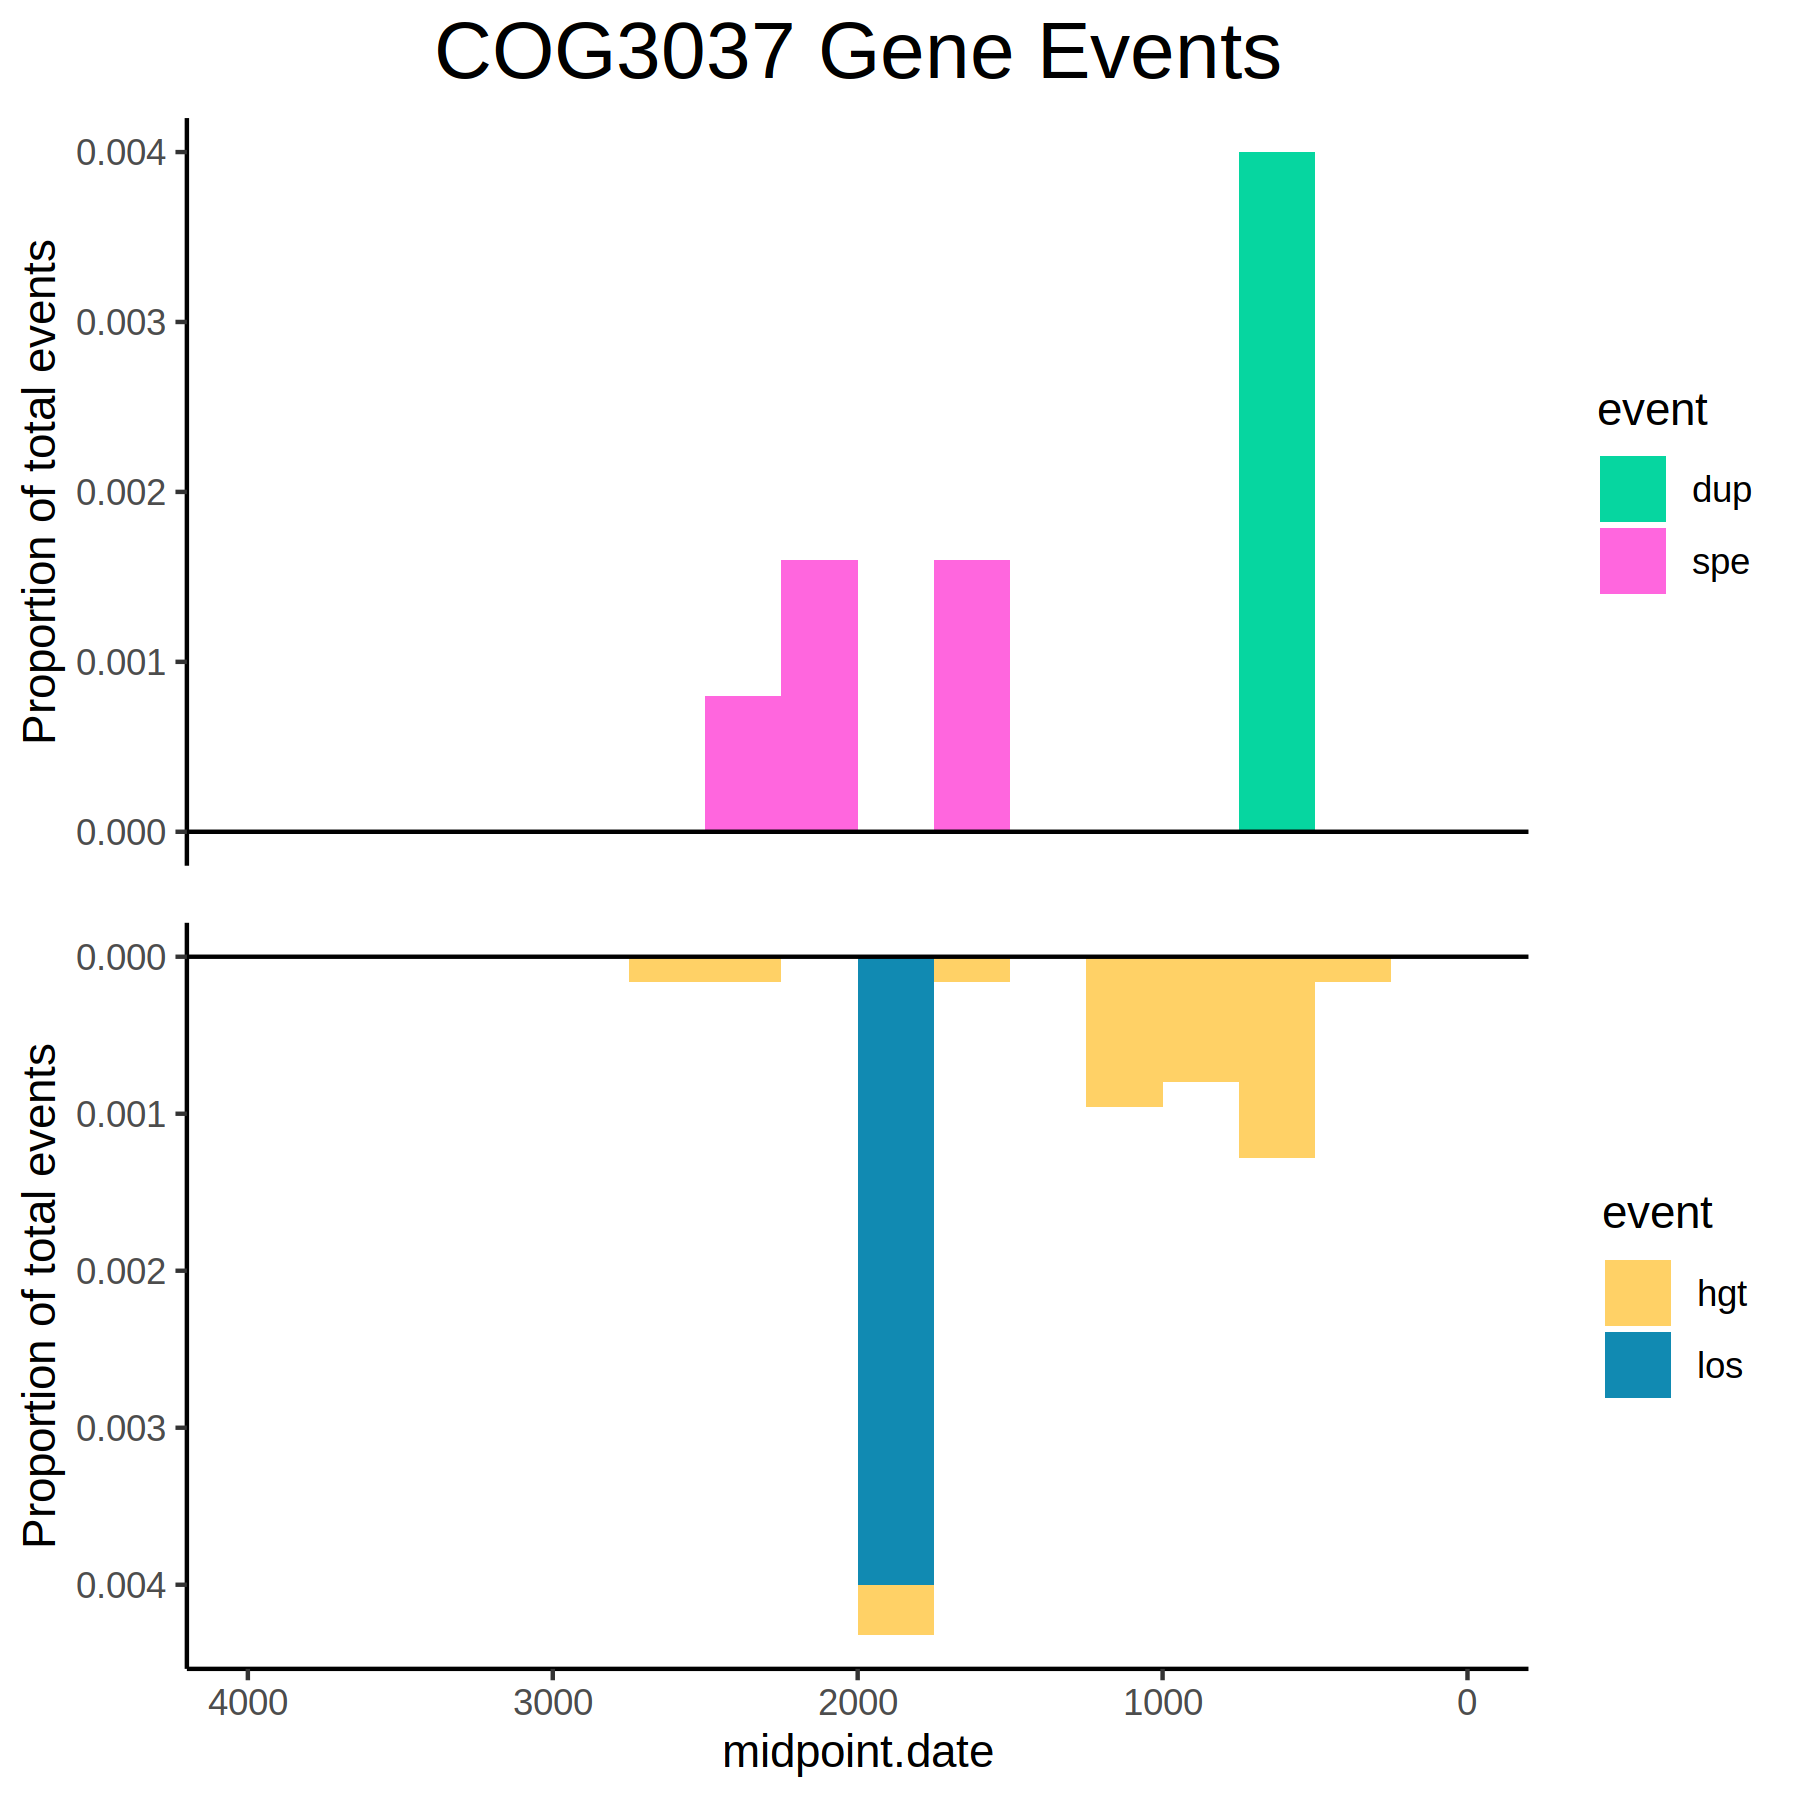 COG3037 Gene Events
Proportion of total events
0.004
0.003
0.002
0.001
0.000
event
dup
spe
Proportion of total events
0.000
0.001
0.002
0.003
0.004
event
hgt
los
4000 3000 2000 1000 0
midpoint.date